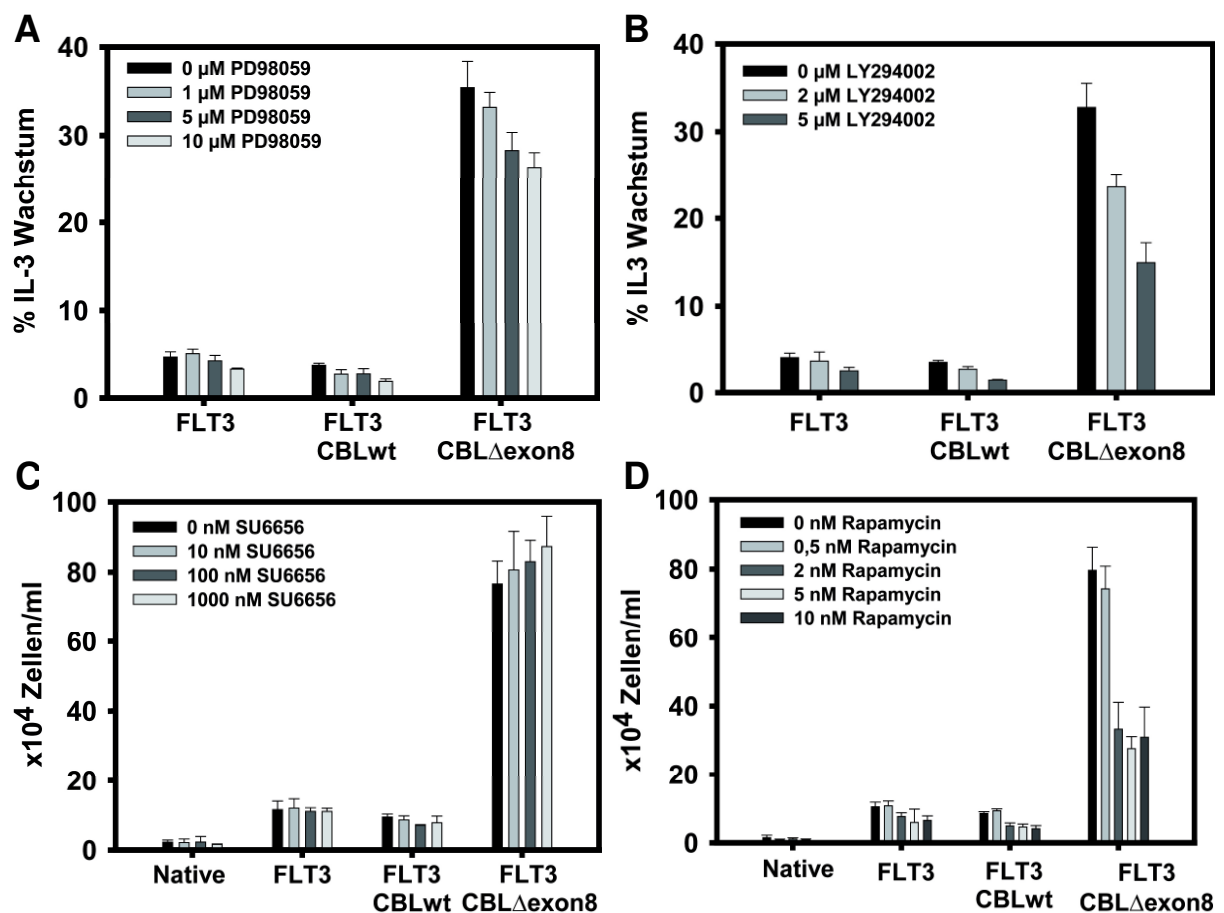 A
% IL-3 Wachstum
40
30
20
10
0
0 µM PD98059
1 µM PD98059
5 µM PD98059
10 µM PD98059
FLT3
FLT3
CBLwt
FLT3
CBLΔexon8
B
% IL3 Wachstum
40
30
20
10
0
0 µM LY294002
2 µM LY294002
5 µM LY294002
FLT3
FLT3
CBLwt
FLT3
CBLΔexon8
C
x10⁴ Zellen/ml
100
80
60
40
20
0
0 nM SU6656
10 nM SU6656
100 nM SU6656
1000 nM SU6656
Native
FLT3
FLT3
CBLwt
FLT3
CBLΔexon8
D
x10⁴ Zellen/ml
100
80
60
40
20
0
0 nM Rapamycin
0,5 nM Rapamycin
2 nM Rapamycin
5 nM Rapamycin
10 nM Rapamycin
Native
FLT3
FLT3
CBLwt
FLT3
CBLΔexon8